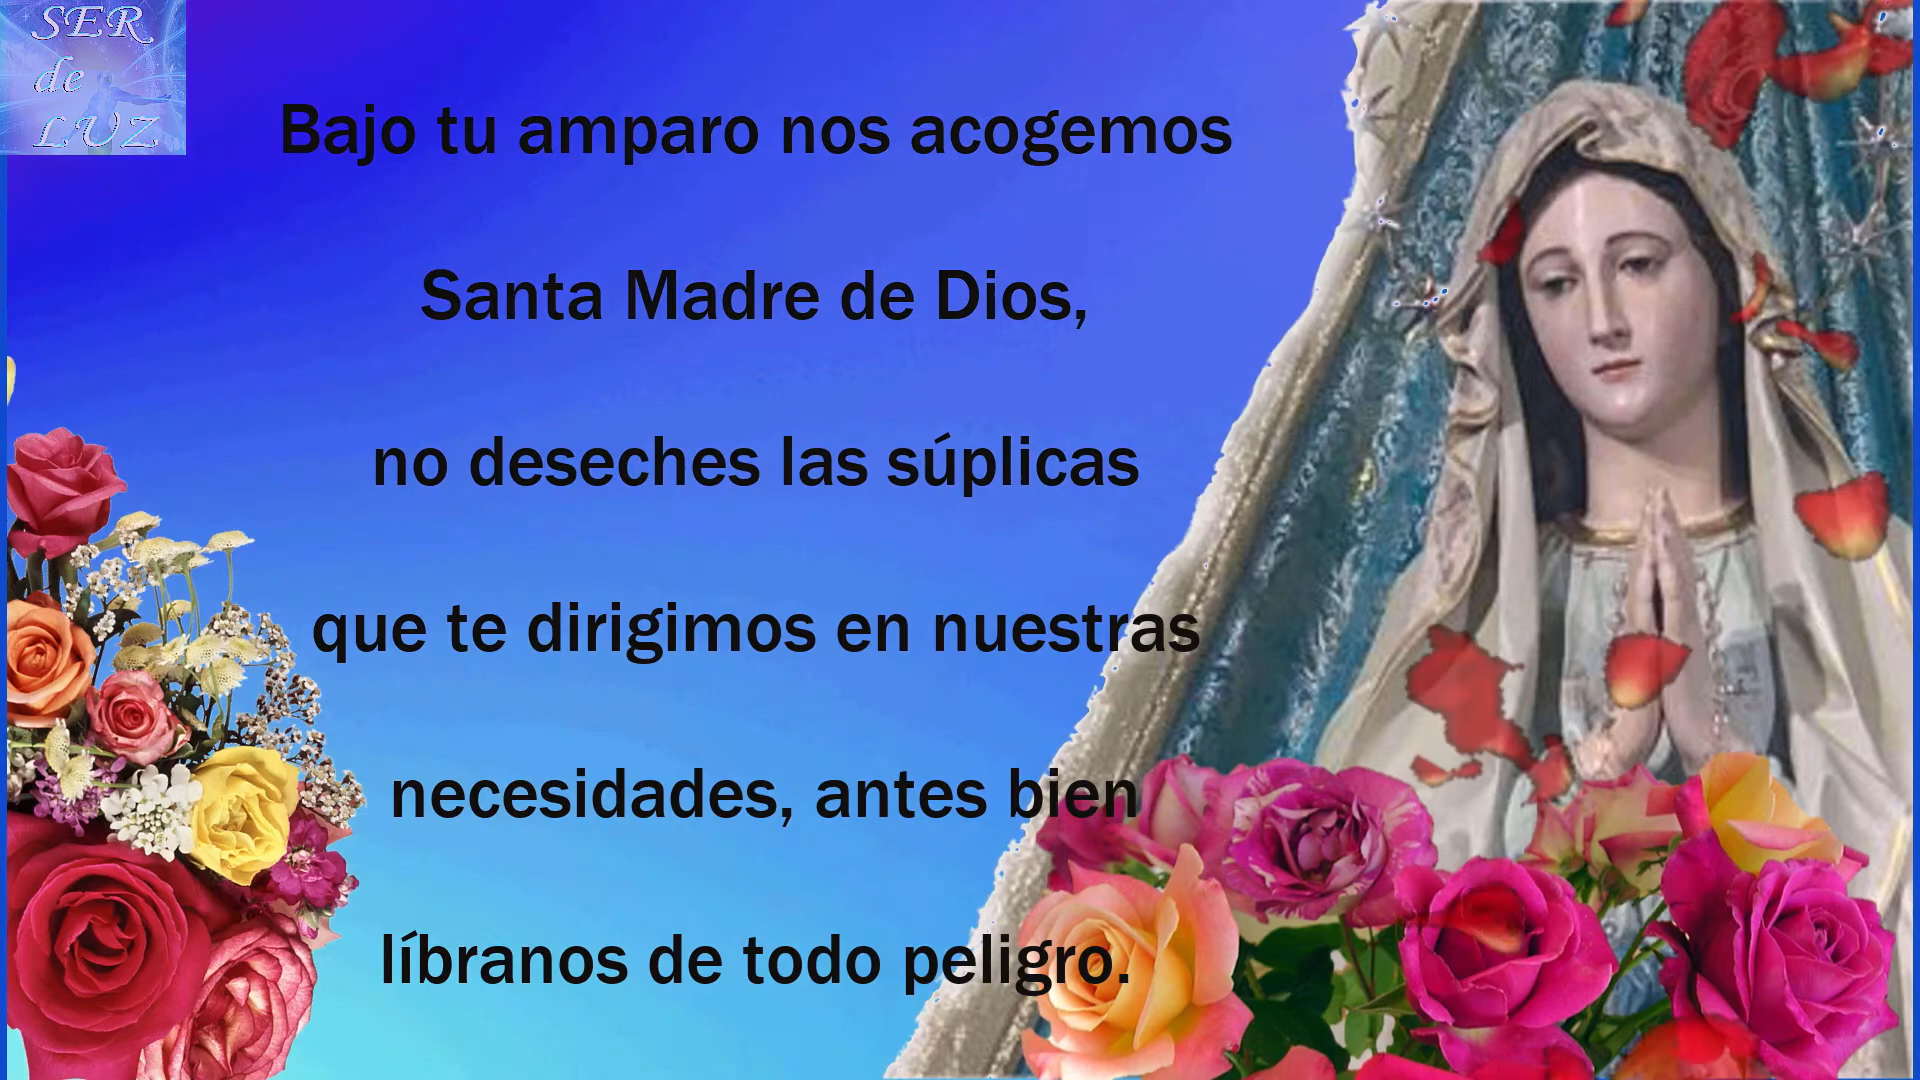 SER
de
LUZ
Bajo tu amparo nos acogemos
Santa Madre de Dios,
no deseches las súplicas
que te dirigimos en nuestras
necesidades, antes bien
líbranos de todo peligro.